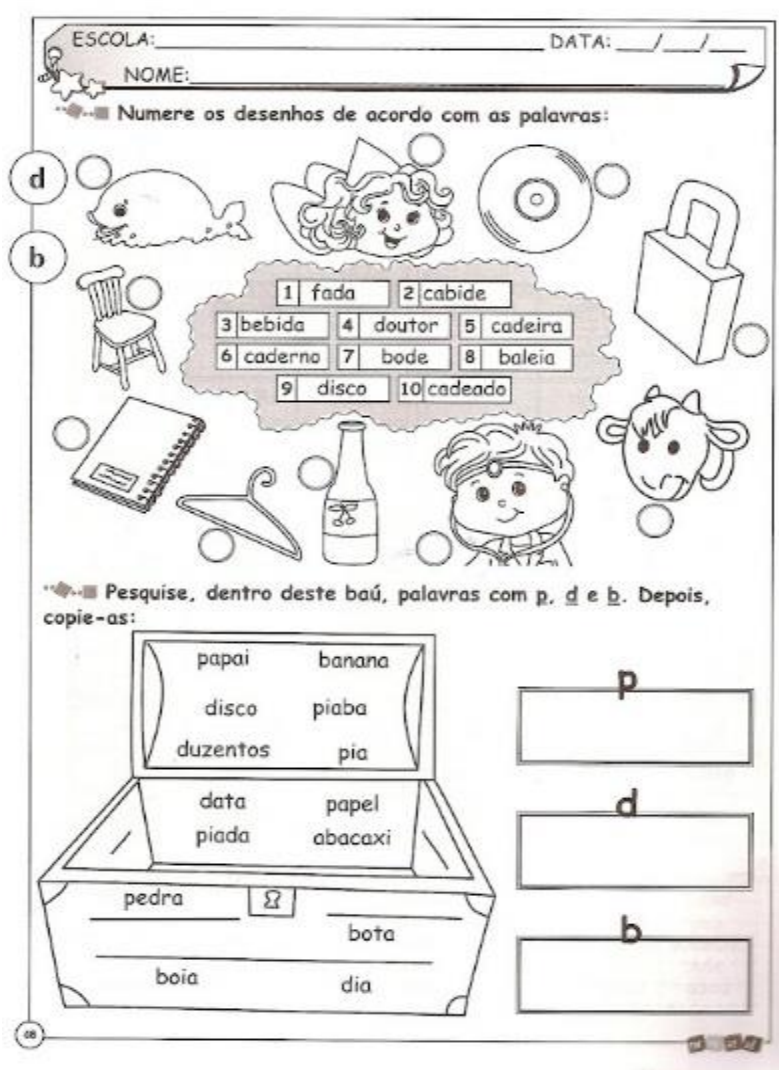 ESCOLA: DATA: / /
NOME:
Numere os desenhos de acordo com as palavras:
d
b
1 fada 2 cabide
3 bebida 4 doutor 5 cadeira
6 caderno 7 bode 8 baleia
9 disco 10 cadeado
Pesquise, dentro deste baú, palavras com p, d e b. Depois,
copie-as:
papai banana
disco piaba
duzentos pia
data papel
piada abacaxi
pedra
bota
boia dia
p
d
b